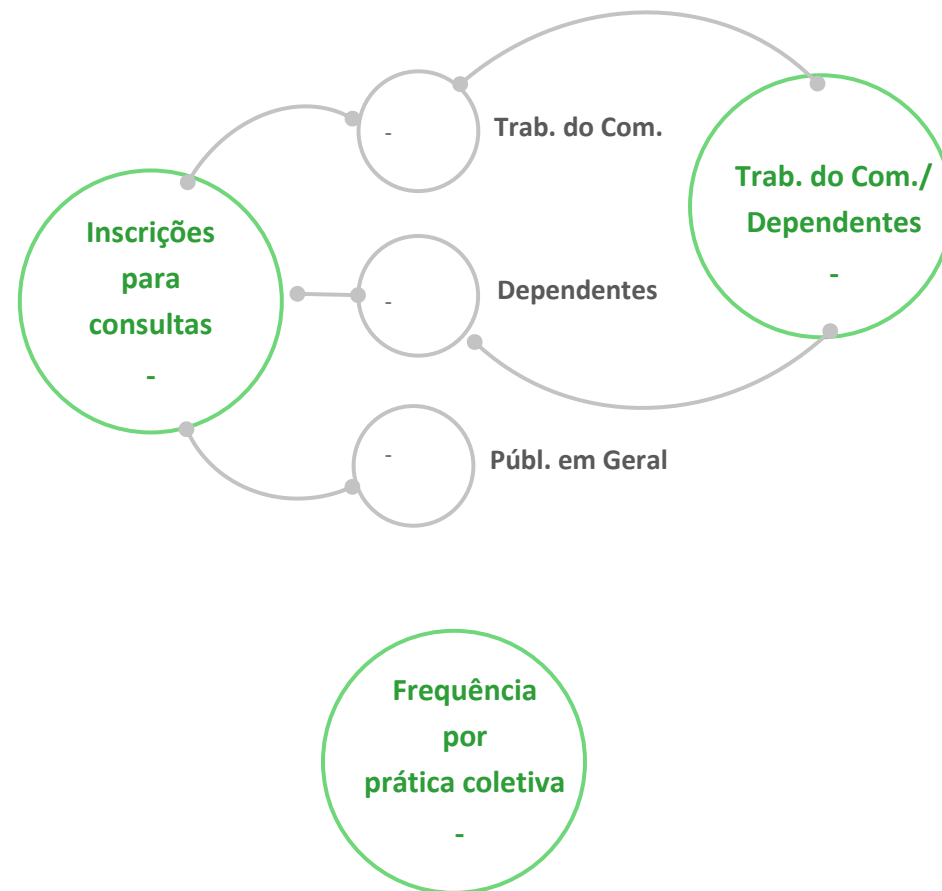 Inscrições
para
consultas
-
-
Trab. do Com.
-
Dependentes
-
Públ. em Geral
Trab. do Com./
Dependentes
-
Frequência
por
prática coletiva
-